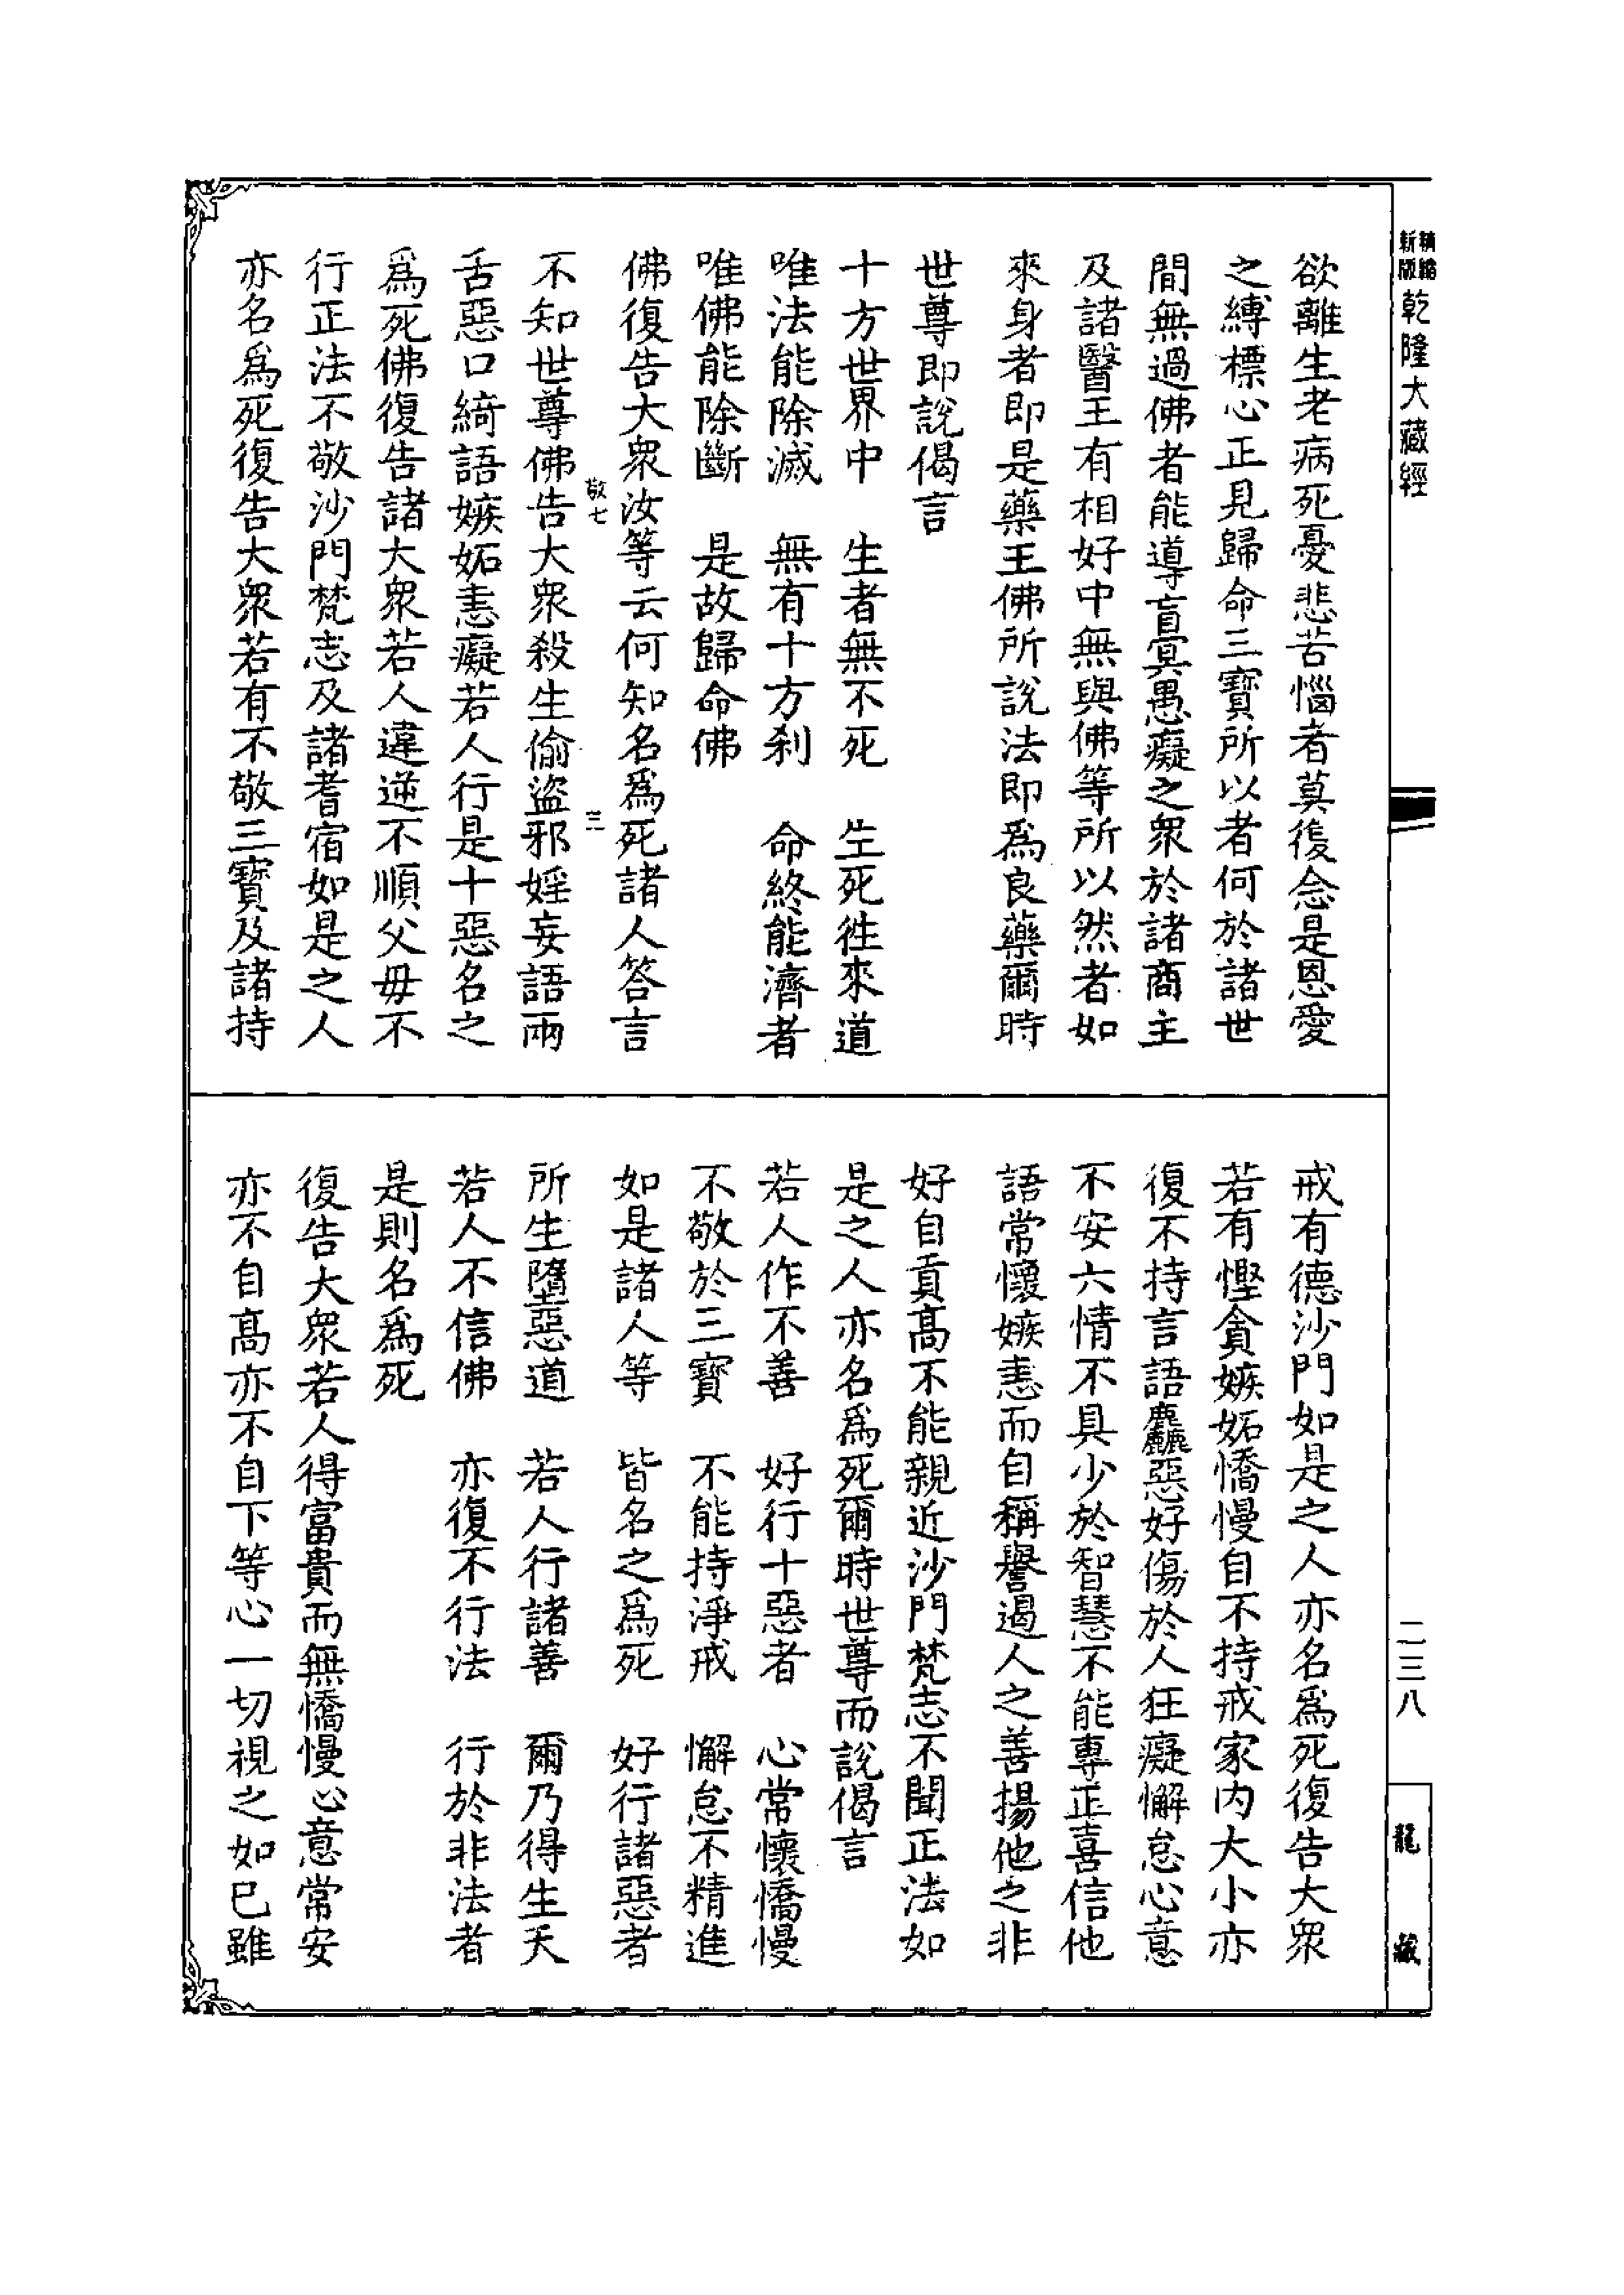 精縮新版乾隆大藏經
欲離生老病死憂悲苦惱者莫復念是恩愛
之縛標心正見歸命三寶所以者何於諸世
間無過佛者能導盲冥愚癡之衆於諸商主
及諸醫王有相好中無與佛等所以然者如
來身者即是藥王佛所説法即爲良藥爾時
世尊即説偈言
十方世界中　生者無不死　生死徃來道
唯法能除滅　無有十方刹　命終能濟者
唯佛能除斷　是故歸命佛
佛復告大衆汝等云何知名爲死諸人答言
敬七　三
不知世尊佛告大衆殺生偷盜邪婬妄語兩
舌惡口綺語嫉妬恚癡若人行是十惡名之
爲死佛復告諸大衆若人違逆不順父毋不
行正法不敬沙門梵志及諸耆宿如是之人
亦名爲死復告大衆若有不敬三寶及諸持
戒有德沙門如是之人亦名爲死復告大衆
若有慳貪嫉妬憍慢自不持戒家内大小亦
復不持言語麤惡好傷於人狂癡懈怠心意
不安六情不具少於智慧不能專正喜信他
語常懷嫉恚而自稱譽遏人之善揚他之非
好自貢高不能親近沙門梵志不聞正法如
是之人亦名爲死爾時世尊而説偈言
若人作不善　好行十惡者　心常懷憍慢
不敬於三寶　不能持淨戒　懈怠不精進
如是諸人等　皆名之爲死　好行諸惡者
所生墮惡道　若人行諸善　爾乃得生天
若人不信佛　亦復不行法　行於非法者
是則名爲死
復告大衆若人得富貴而無憍慢心意常安
亦不自高亦不自下等心一切視之如已雖
二三八
龍藏